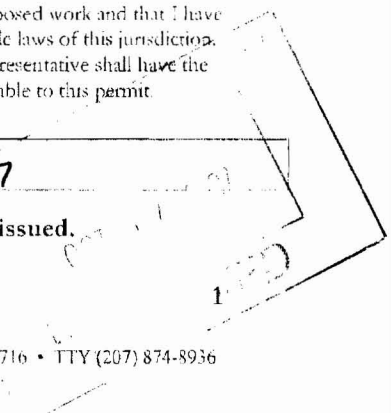 posed work and that I have
c laws of this jurisdiction.
resentative shall have the
able to this permit.
7
issued.
1
716 • TTY (207) 874-8936